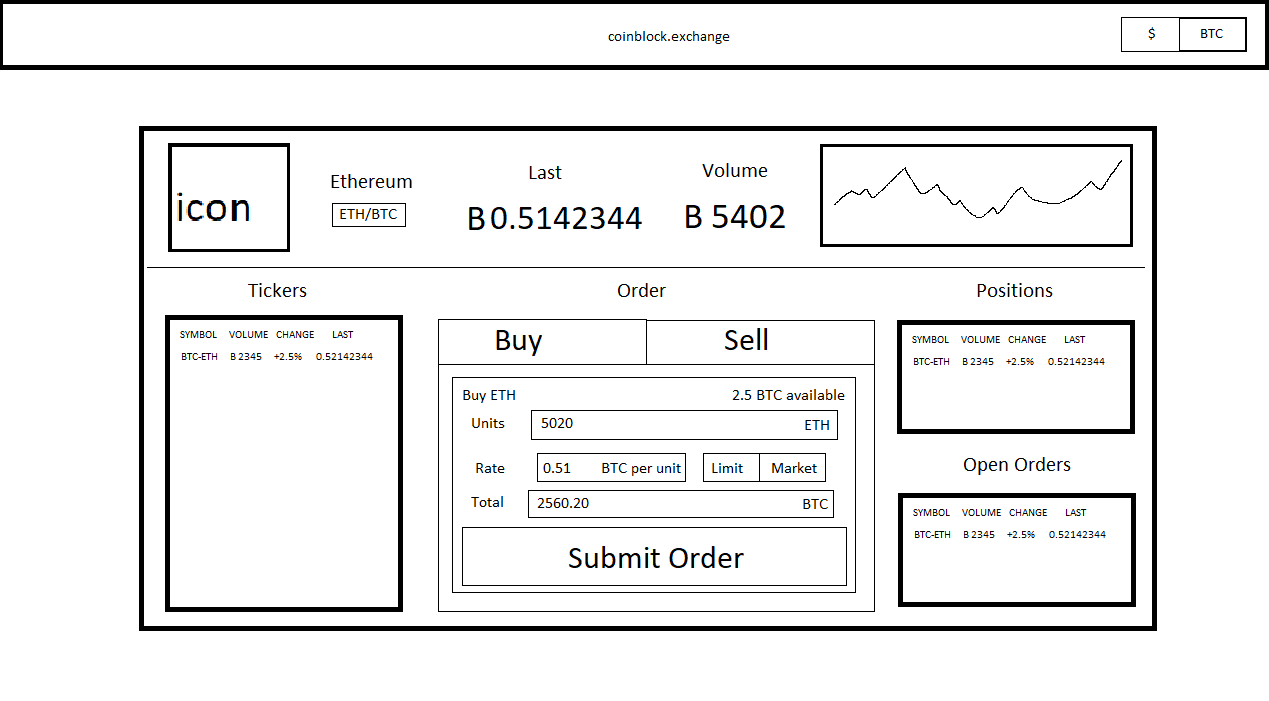 coinblock.exchange
$ BTC
icon
Ethereum
ETH/BTC
Last
B 0.5142344
Volume
B 5402
Tickers
SYMBOL VOLUME CHANGE LAST
BTC-ETH B 2345 +2.5% 0.52142344
Order
Buy Sell
Buy ETH 2.5 BTC available
Units 5020 ETH
Rate 0.51 BTC per unit Limit Market
Total 2560.20 BTC
Submit Order
Positions
SYMBOL VOLUME CHANGE LAST
BTC-ETH B 2345 +2.5% 0.52142344
Open Orders
SYMBOL VOLUME CHANGE LAST
BTC-ETH B 2345 +2.5% 0.52142344